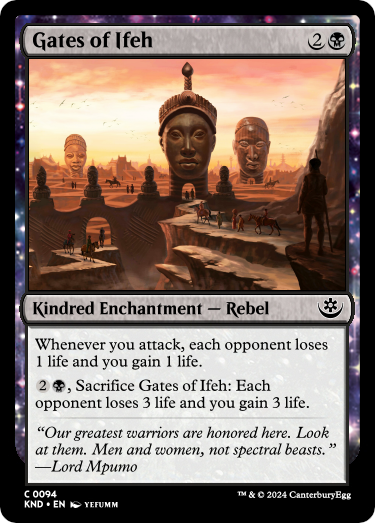 Gates of Ifeh 2
Kindred Enchantment — Rebel
Whenever you attack, each opponent loses
1 life and you gain 1 life.
2 , Sacrifice Gates of Ifeh: Each
opponent loses 3 life and you gain 3 life.
“Our greatest warriors are honored here. Look
at them. Men and women, not spectral beasts.”
—Lord Mpumo
C 0094
KND • EN YEFUMM
™ & © 2024 CanterburyEgg